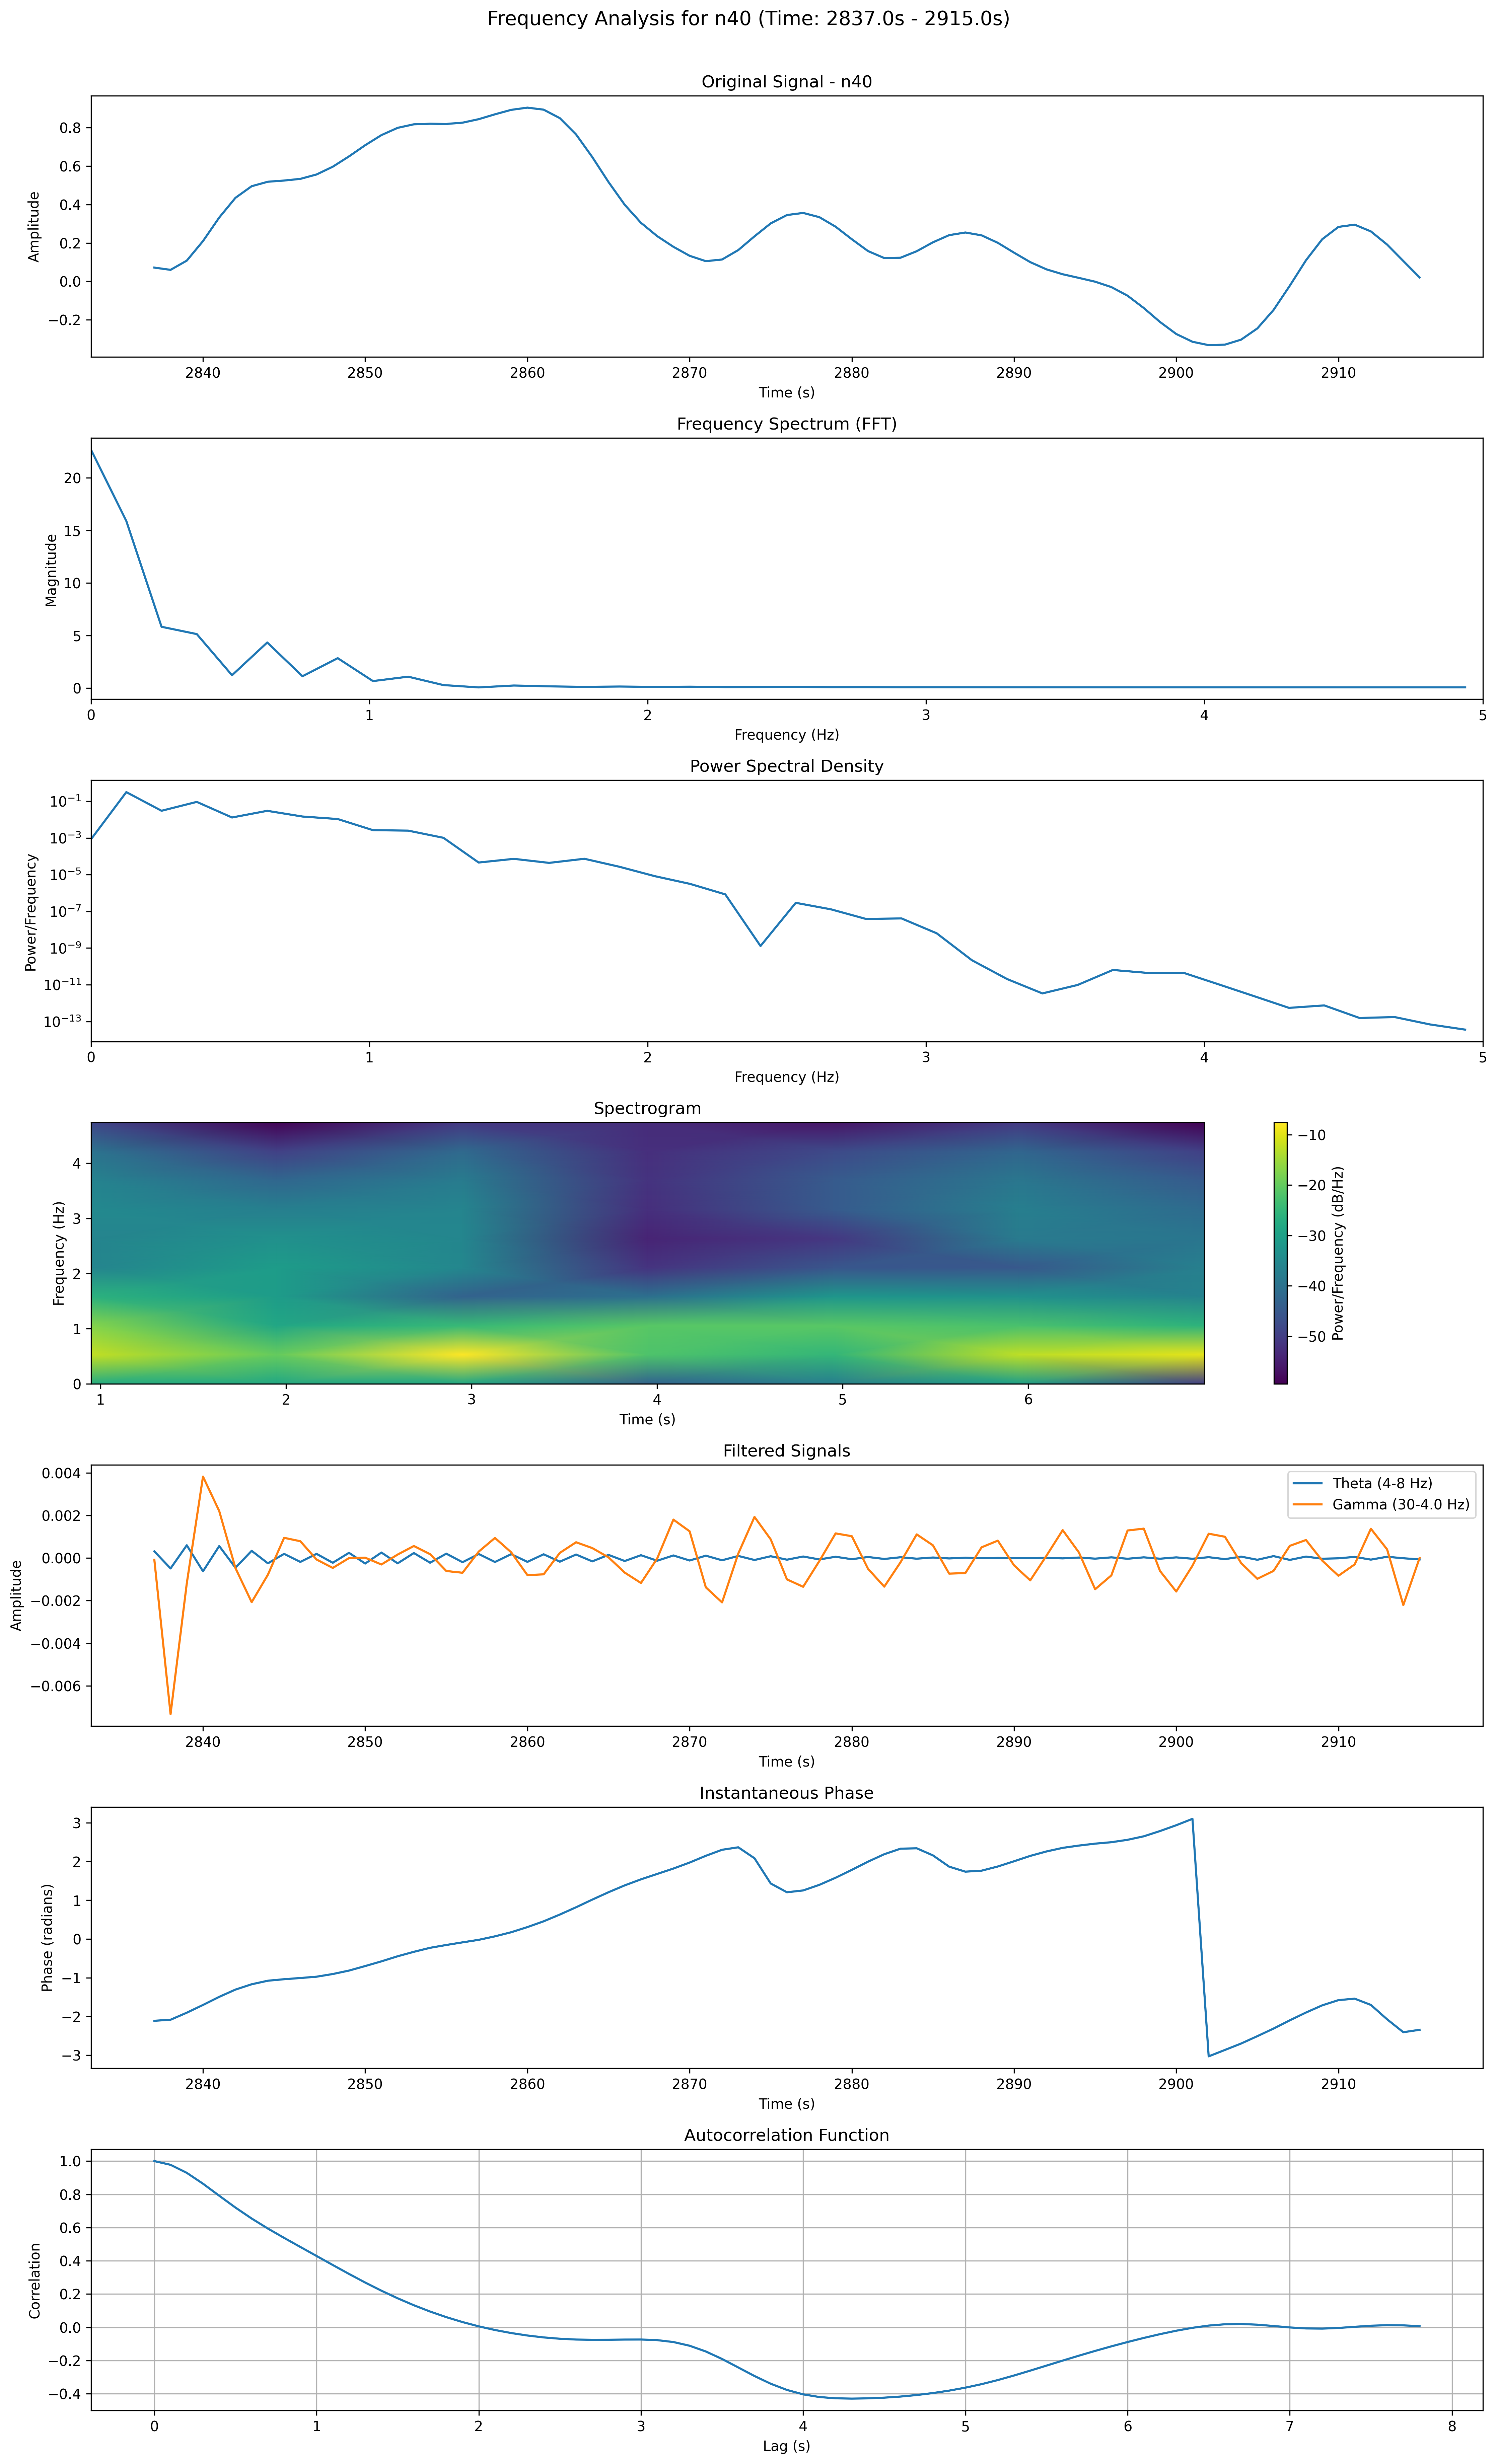 Frequency Analysis for n40 (Time: 2837.0s - 2915.0s)
Original Signal - n40
Amplitude
0.8
0.6
0.4
0.2
0.0
−0.2
2840 2850 2860 2870 2880 2890 2900 2910
Time (s)
Frequency Spectrum (FFT)
Magnitude
20
15
10
5
0
0 1 2 3 4 5
Frequency (Hz)
Power Spectral Density
Power/Frequency
10⁻¹
10⁻³
10⁻⁵
10⁻⁷
10⁻⁹
10⁻¹¹
10⁻¹³
0 1 2 3 4 5
Frequency (Hz)
Spectrogram
Frequency (Hz)
4
3
2
1
0
1 2 3 4 5 6
Time (s)
−10
−20
−30
−40
−50
Power/Frequency (dB/Hz)
Filtered Signals
Amplitude
0.004
0.002
0.000
−0.002
−0.004
−0.006
Theta (4-8 Hz)
Gamma (30-4.0 Hz)
2840 2850 2860 2870 2880 2890 2900 2910
Time (s)
Instantaneous Phase
Phase (radians)
3
2
1
0
−1
−2
−3
2840 2850 2860 2870 2880 2890 2900 2910
Time (s)
Autocorrelation Function
Correlation
1.0
0.8
0.6
0.4
0.2
0.0
−0.2
−0.4
0 1 2 3 4 5 6 7 8
Lag (s)